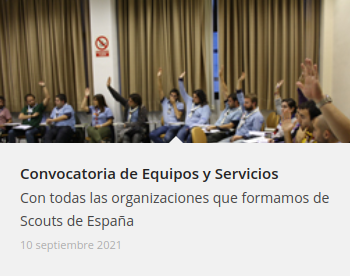 Convocatoria de Equipos y Servicios
Con todas las organizaciones que formamos de
Scouts de España
10 septiembre 2021